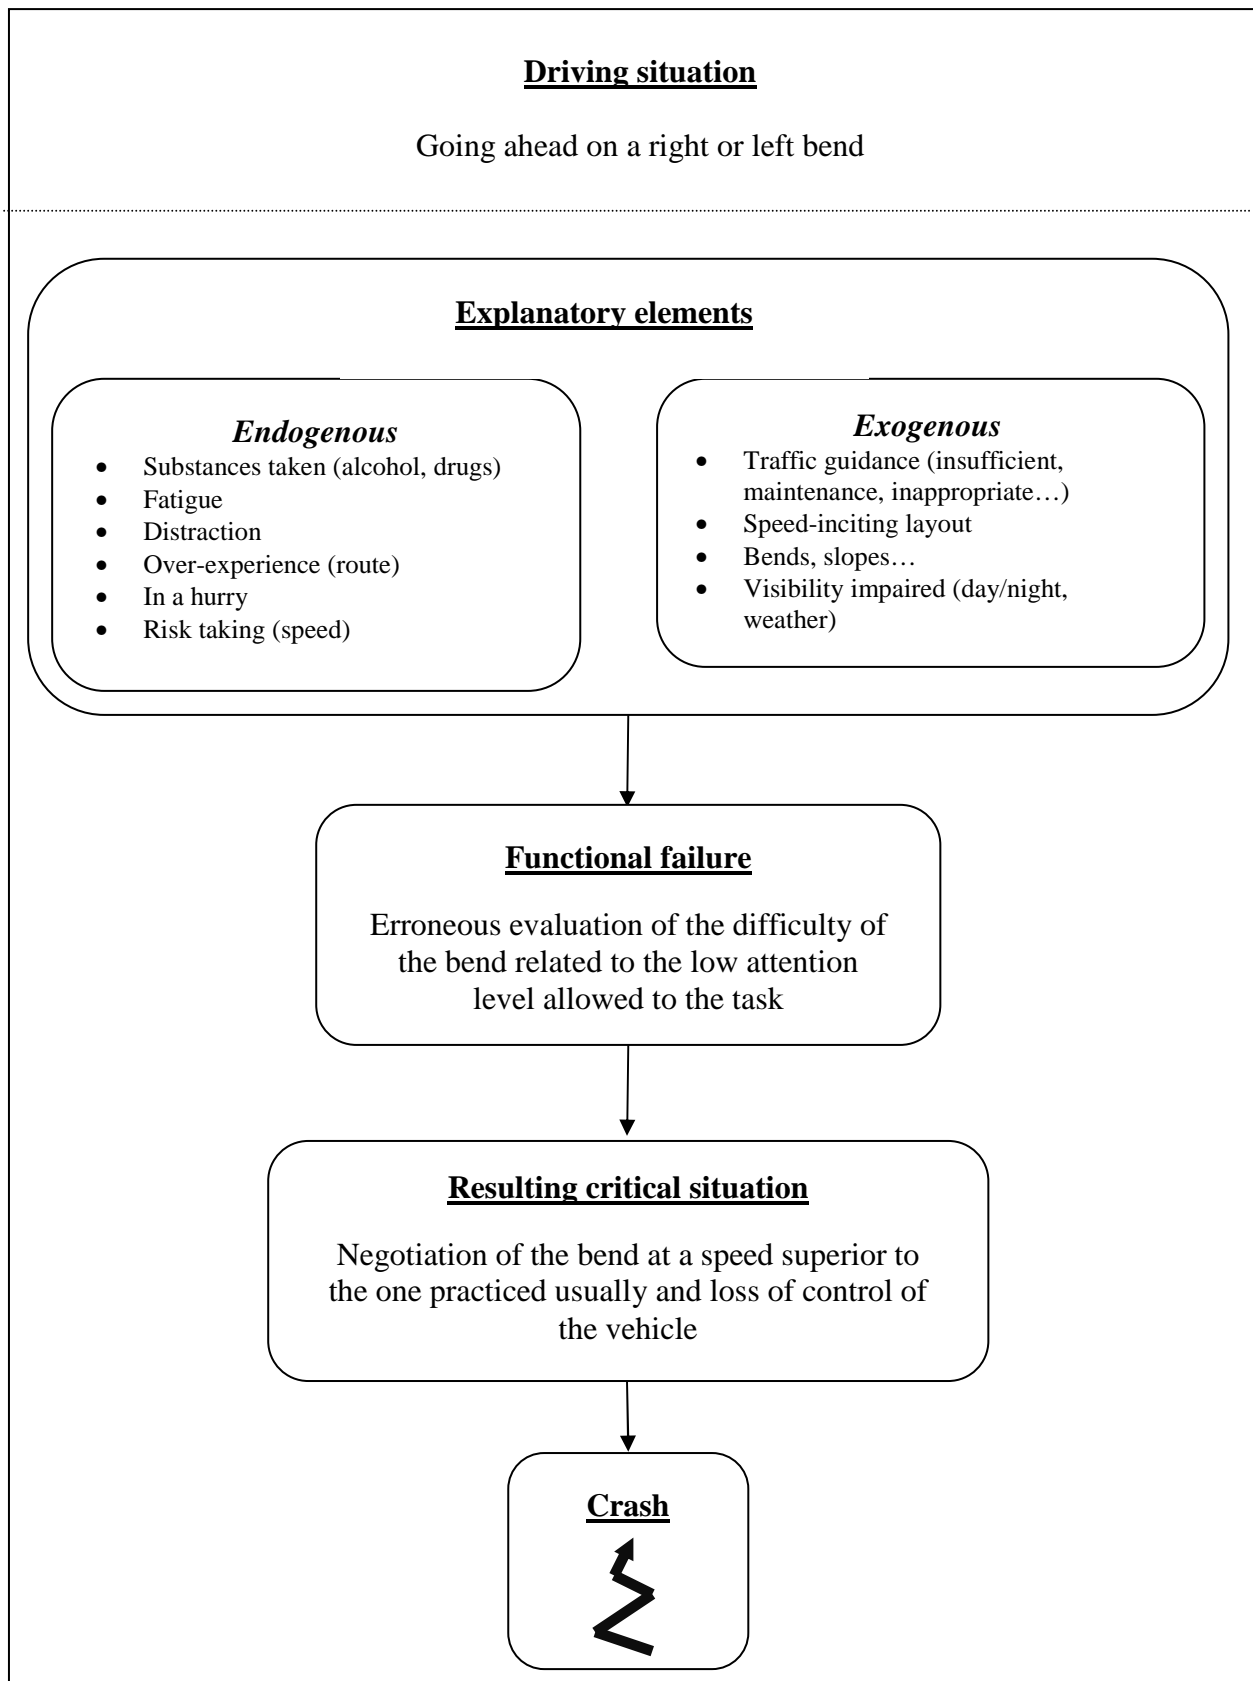 Driving situation
Going ahead on a right or left bend
Explanatory elements
Endogenous
• Substances taken (alcohol, drugs)
• Fatigue
• Distraction
• Over-experience (route)
• In a hurry
• Risk taking (speed)
Exogenous
• Traffic guidance (insufficient,
maintenance, inappropriate…)
• Speed-inciting layout
• Bends, slopes…
• Visibility impaired (day/night,
weather)
Functional failure
Erroneous evaluation of the difficulty of
the bend related to the low attention
level allowed to the task
Resulting critical situation
Negotiation of the bend at a speed superior to
the one practiced usually and loss of control of
the vehicle
Crash